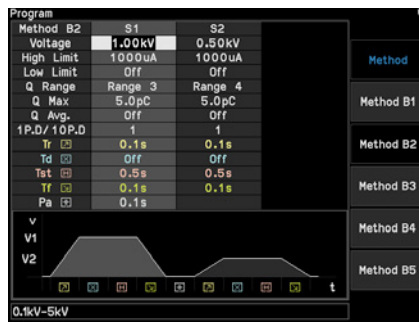 Program
Method B2 S1 S2
Voltage 1.00kV 0.50kV
High Limit 1000uA 1000uA
Low Limit Off Off
Q Range Range 3 Range 4
Q Max 5.0pC 5.0pC
Q Avg. Off Off
1P.D/10P.D 1 1
Tr 0.1s 0.1s
Td Off Off
Tst 0.5s 0.5s
Tf 0.1s 0.1s
Pa 0.1s
V
V1
V2
t
0.1kV-5kV
Method
Method B1
Method B2
Method B3
Method B4
Method B5